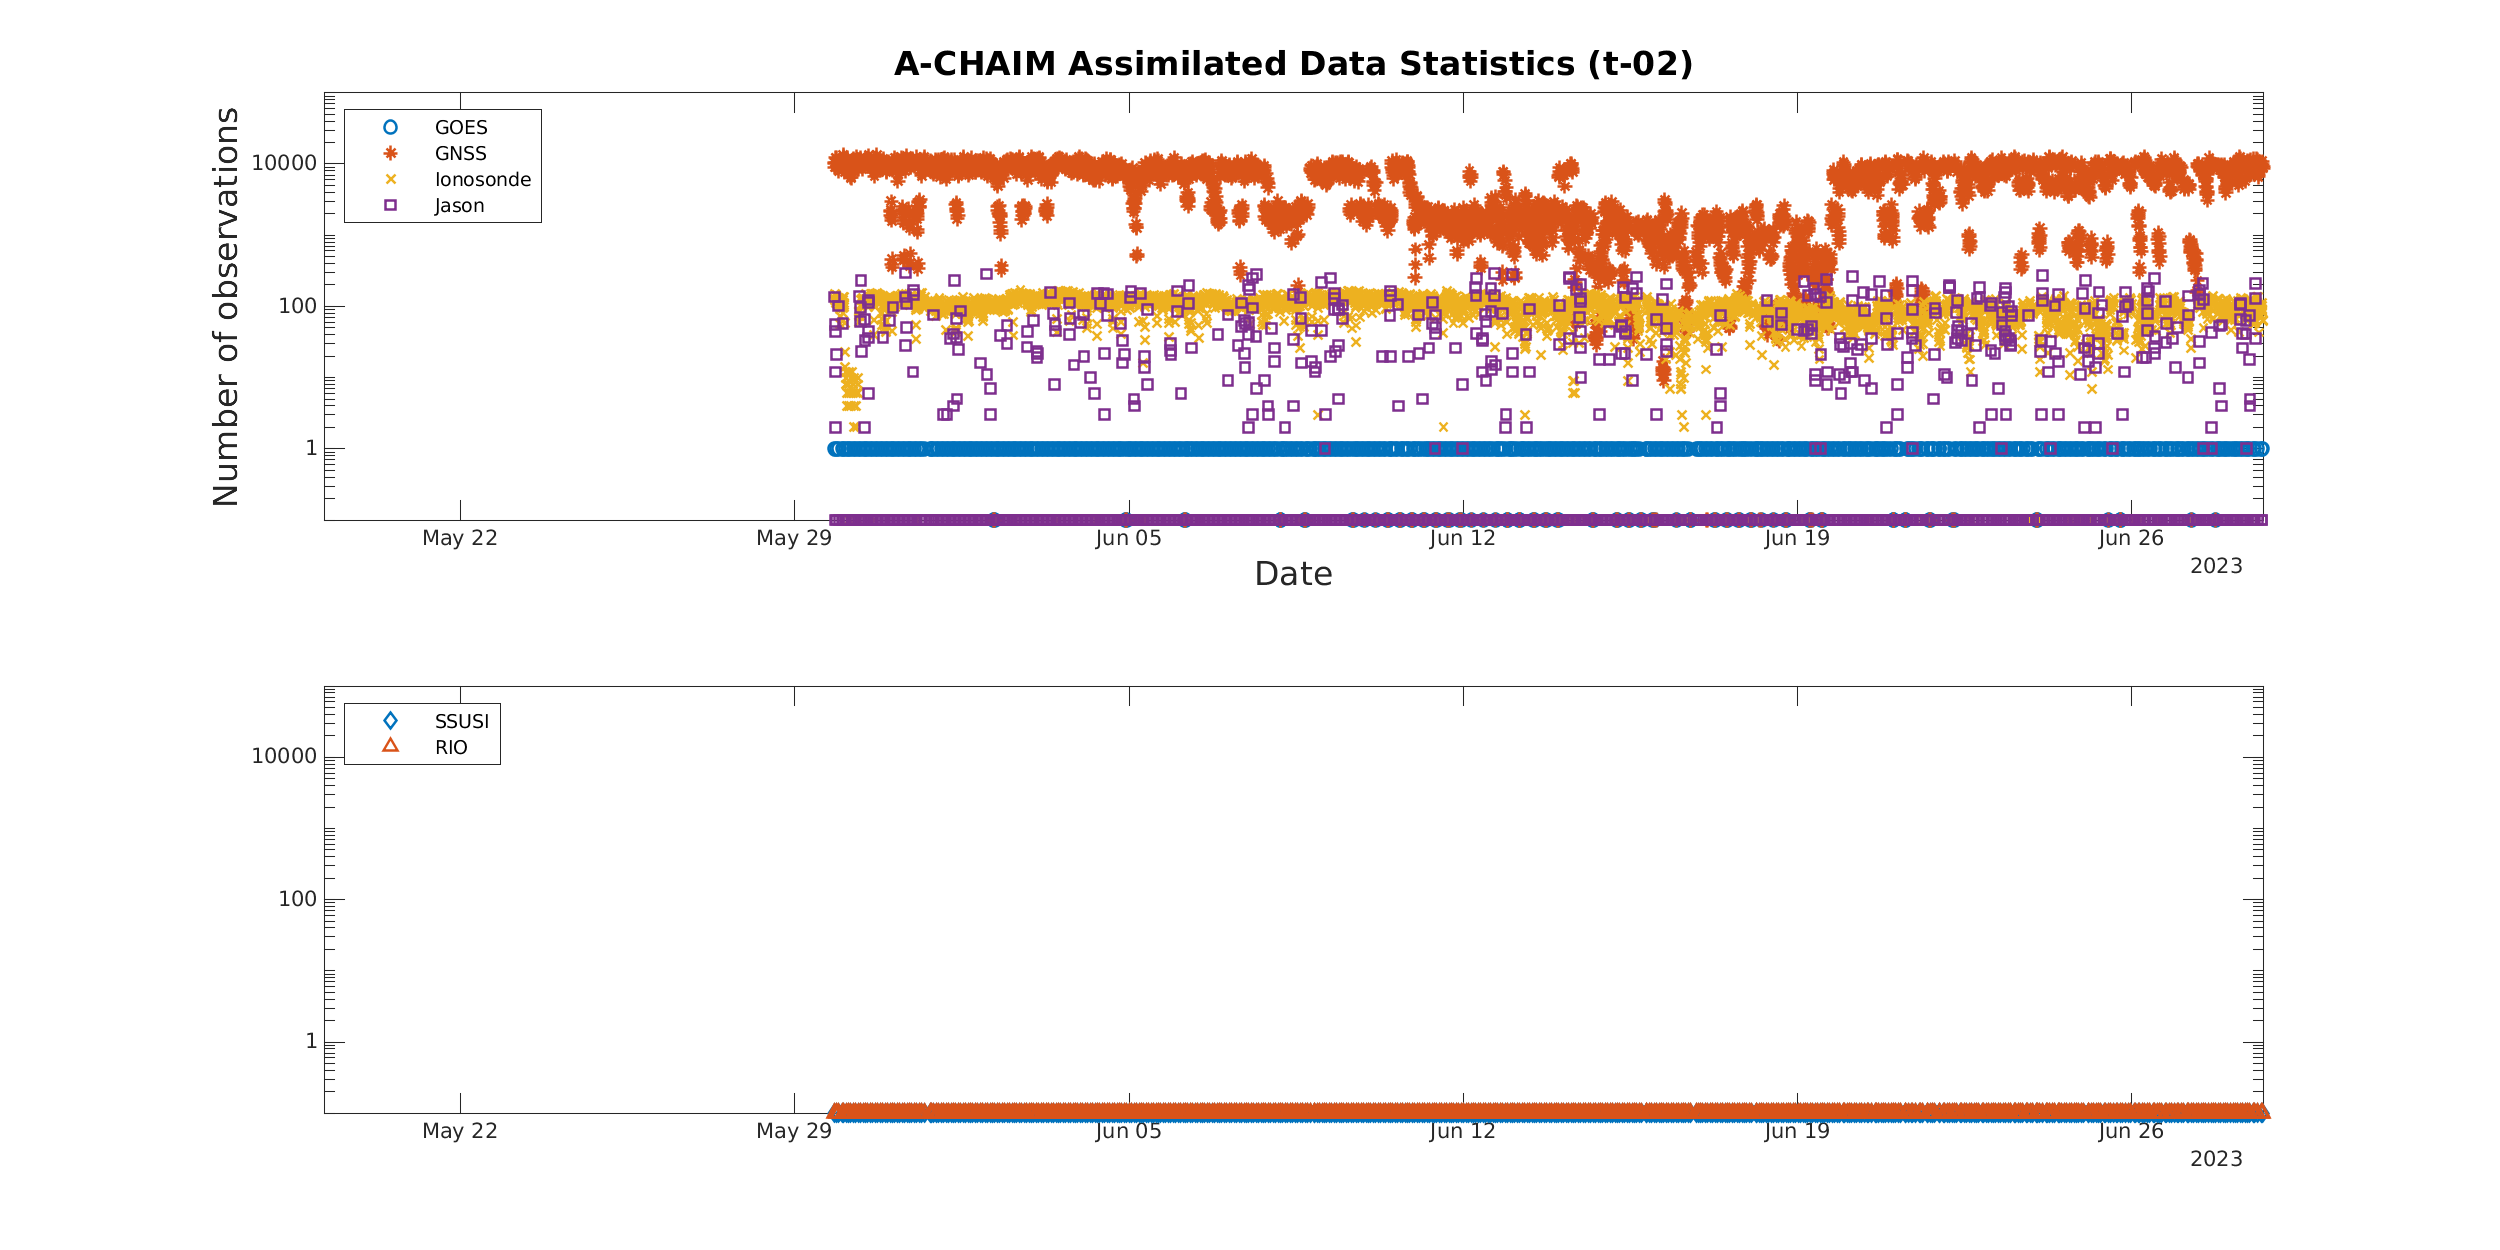 A-CHAIM Assimilated Data Statistics (t-02)
Number of observations
10000
100
1
GOES
GNSS
Ionosonde
Jason
May 22
May 29
Jun 05
Jun 12
Jun 19
Jun 26
2023
Date
10000
100
1
SSUSI
RIO
May 22
May 29
Jun 05
Jun 12
Jun 19
Jun 26
2023